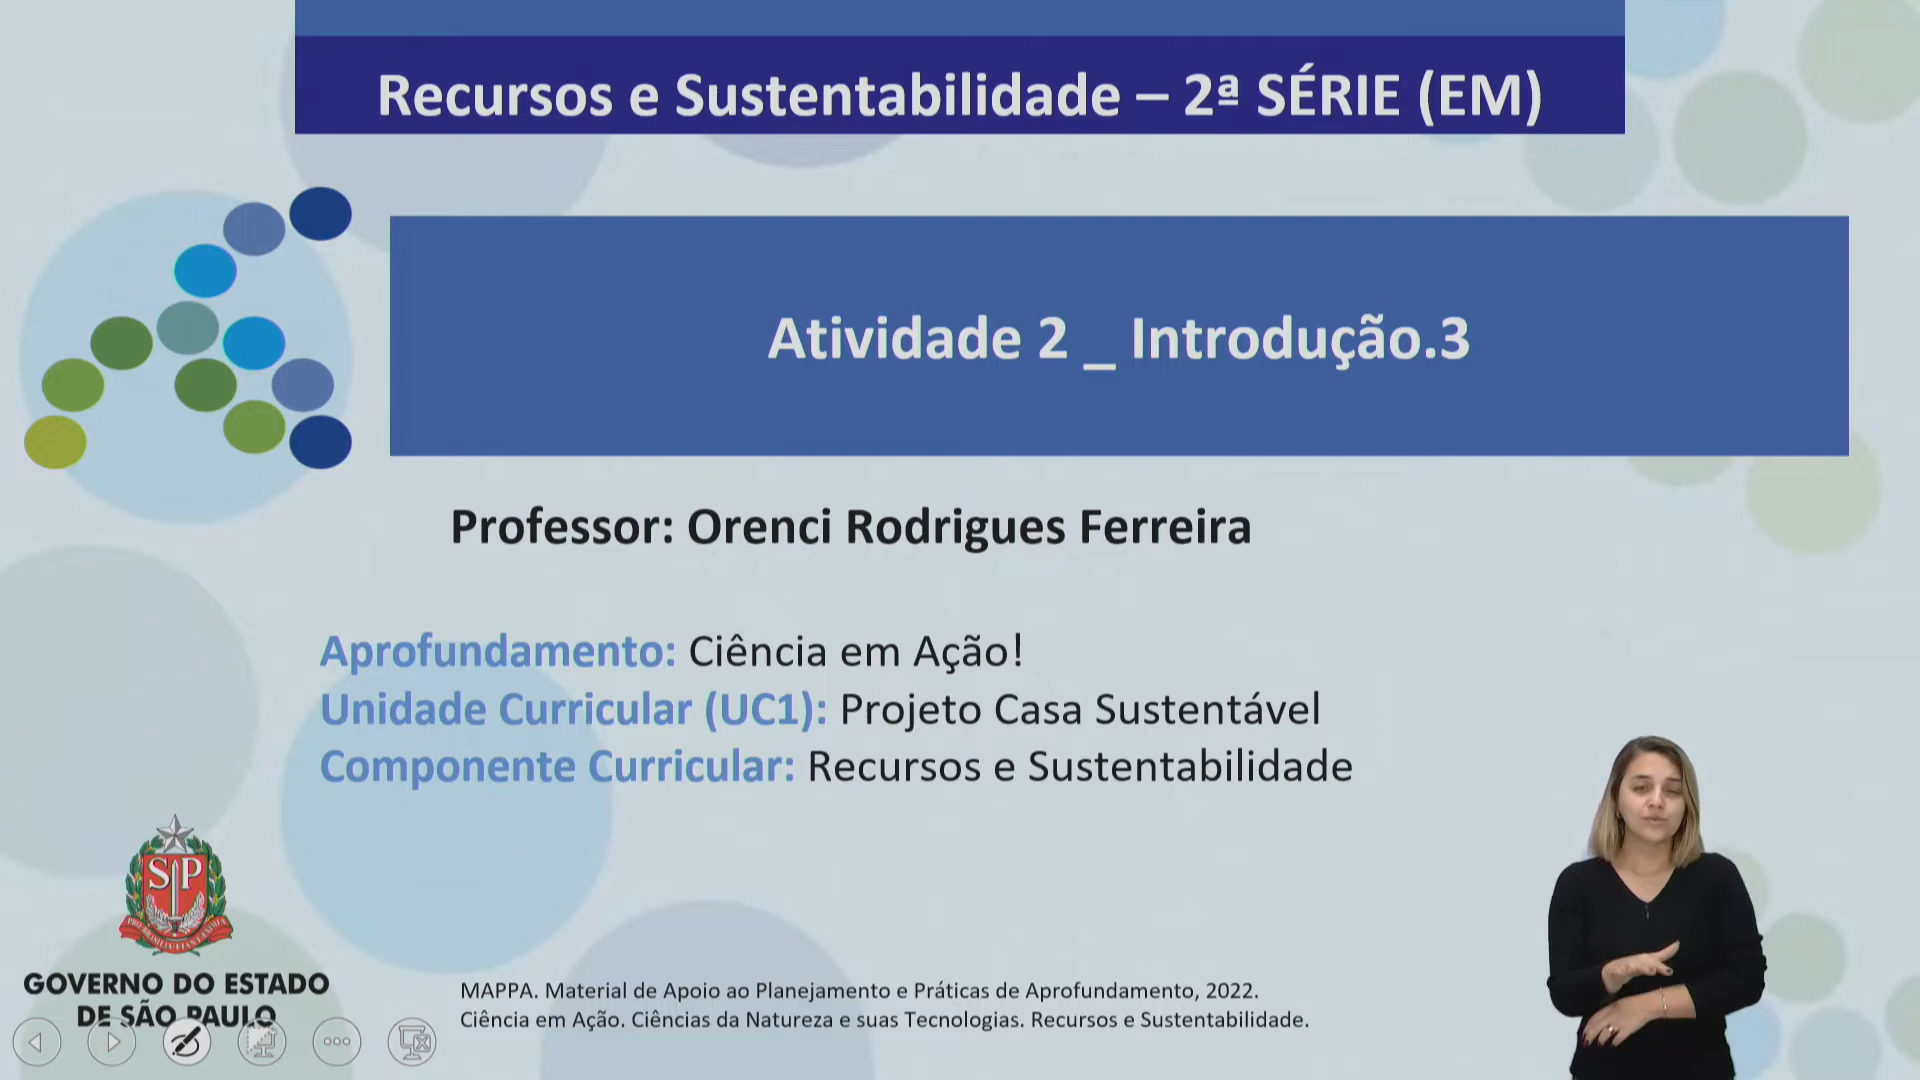 Recursos e Sustentabilidade – 2ª SÉRIE (EM)
Atividade 2 _ Introdução.3
Professor: Orenci Rodrigues Ferreira
Aprofundamento: Ciência em Ação!
Unidade Curricular (UC1): Projeto Casa Sustentável
Componente Curricular: Recursos e Sustentabilidade
SP
GOVERNO DO ESTADO
DE SÃO PAULO
MAPPA. Material de Apoio ao Planejamento e Práticas de Aprofundamento, 2022.
Ciência em Ação. Ciências da Natureza e suas Tecnologias. Recursos e Sustentabilidade.